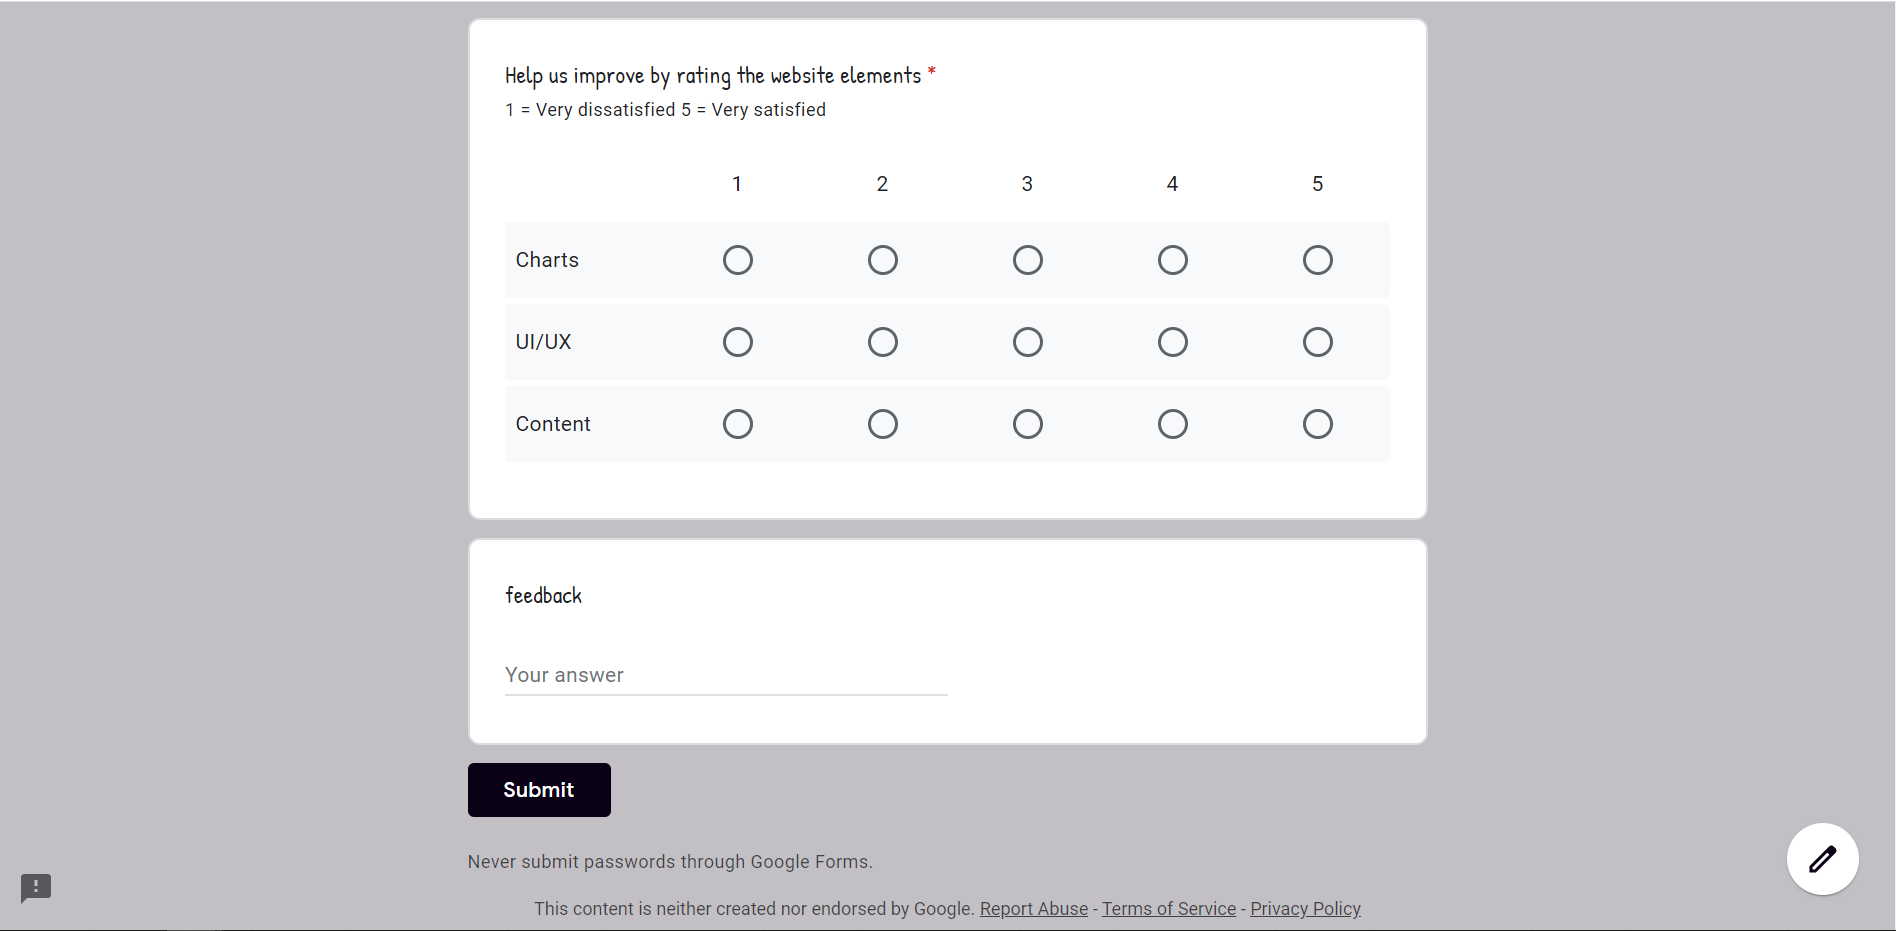 Help us improve by rating the website elements *
1 = Very dissatisfied 5 = Very satisfied
1 2 3 4 5
Charts
UI/UX
Content
feedback
Your answer
Submit
Never submit passwords through Google Forms.
This content is neither created nor endorsed by Google. Report Abuse - Terms of Service - Privacy Policy